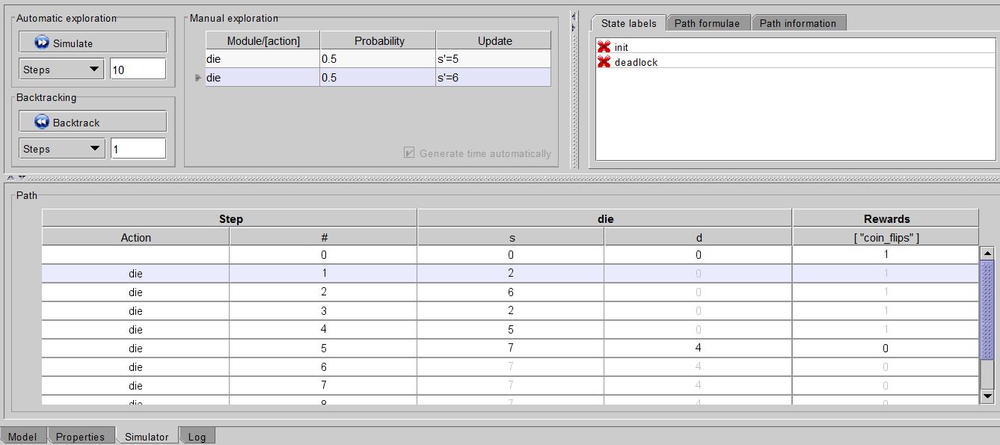 Automatic exploration
Simulate
Steps 10
Backtracking
Backtrack
Steps 1
Manual exploration
Module/[action] Probability Update
die 0.5 s'=5
die 0.5 s'=6
Generate time automatically
State labels Path formulae Path information
init
deadlock
Path
Step die Rewards
Action # s d [ "coin_flips" ]
0 0 0 1
die 1 2 0 1
die 2 6 0 1
die 3 2 0 1
die 4 5 0 1
die 5 7 4 0
die 6 7 4 0
die 7 7 4 0
die 8 7 4 0
Model Properties Simulator Log